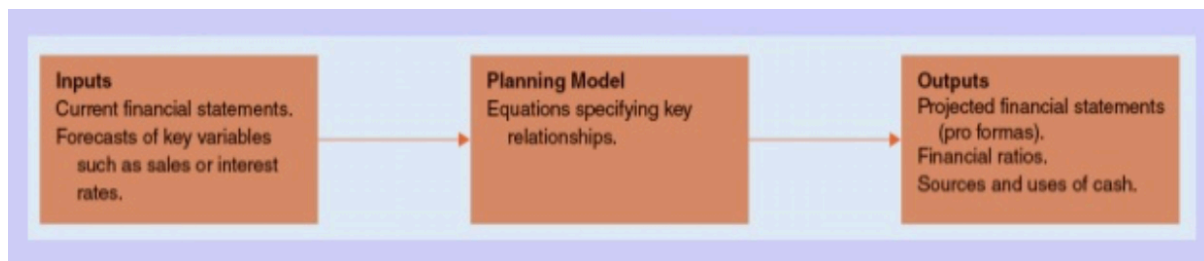 Inputs
Current financial statements.
Forecasts of key variables
such as sales or interest
rates.
Planning Model
Equations specifying key
relationships.
Outputs
Projected financial statements
(pro formas).
Financial ratios.
Sources and uses of cash.